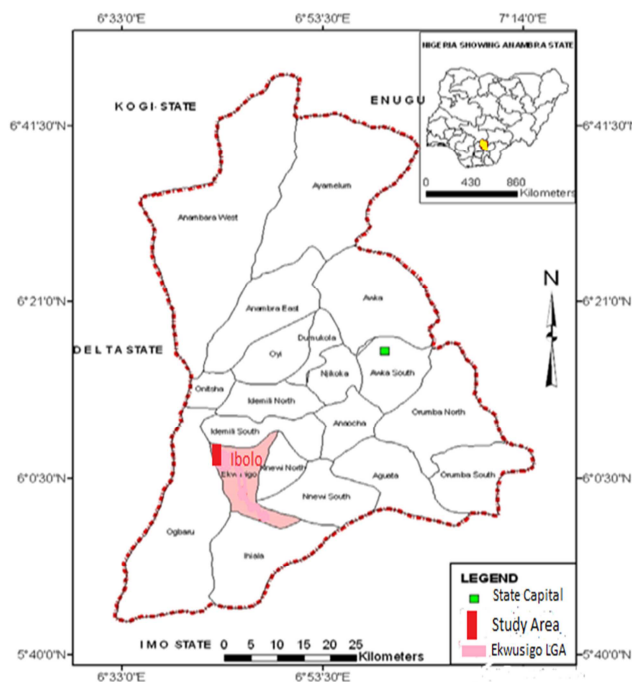 6°33'0"E 6°53'30"E 7°14'0"E
NIGERIA SHOWING ANAMBRA STATE
KOGI-STATE
ENUGU
6°41'30"N
6°41'30"N
0 430 860
Kilometers
Ayamelum
Anambara West
N
6°21'0"N
6°21'0"N
Anambra East
Awka
Dunukofa
Oyi
DELTA STATE
Njikoka
Awka South
Onitsha
Idemili North
Orumba North
Anaocha
Idemili South
Ibolo
Nnewi North
Ekwusigo
6°0'30"N
6°0'30"N
Aguata
Orumba South
Nnewi South
Ogbaru
Ihiala
LEGEND
State Capital
Study Area
Ekwusigo LGA
IMO STATE
0 5 10 15 20 25
Kilometers
5°40'0"N
5°40'0"N
6°33'0"E 6°53'30"E 7°14'0"E